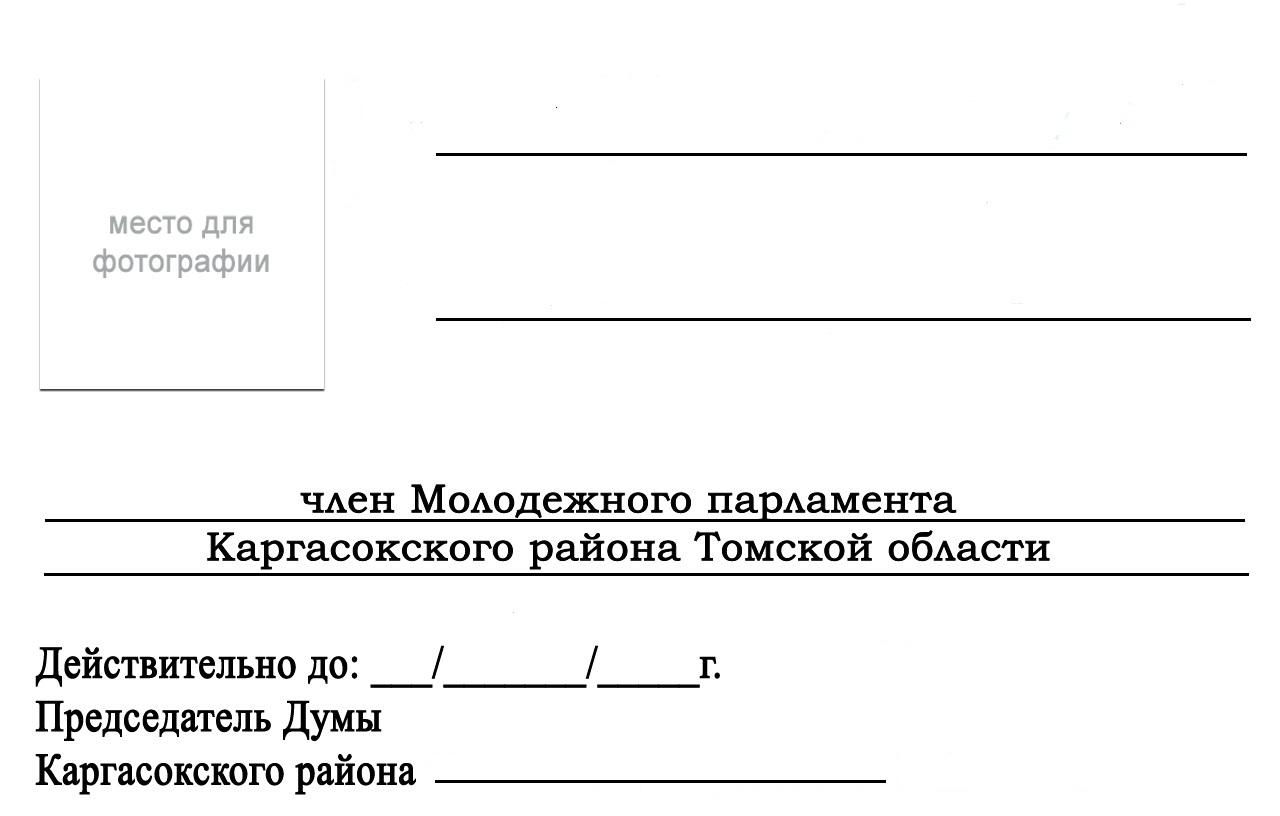 место для
фотографии
член Молодежного парламента
Каргасокского района Томской области
Действительно до: ___/_______/_____г.
Председатель Думы
Каргасокского района